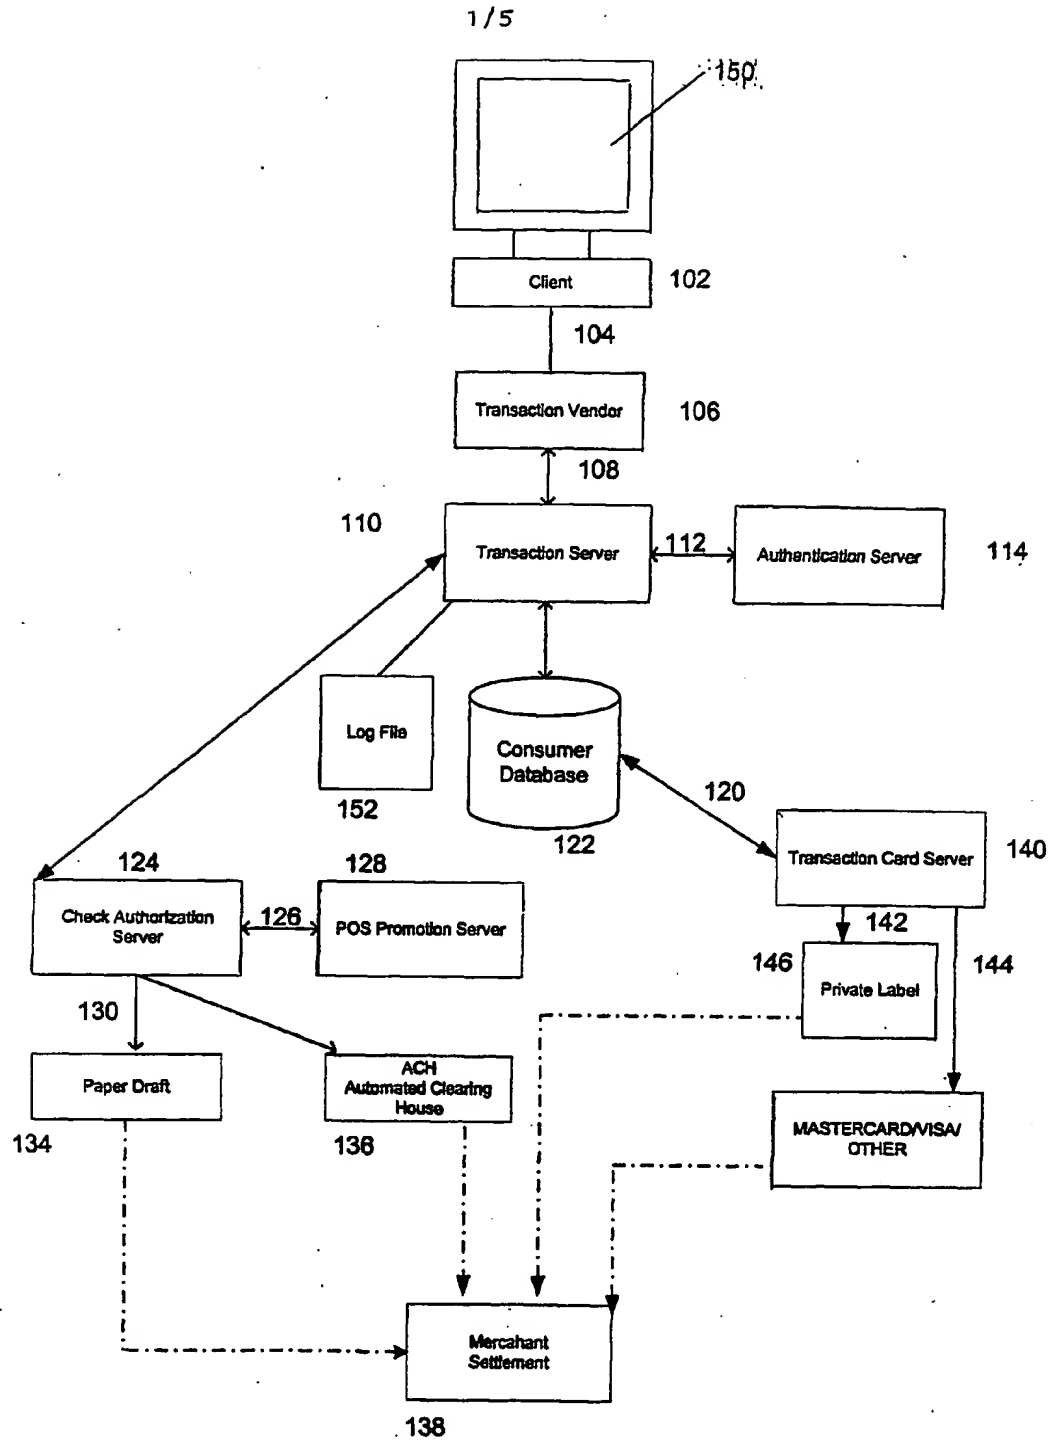 1/5
150
Client
102
104
Transaction Vendor
106
108
110
Transaction Server
112
Authentication Server
114
Log File
152
Consumer
Database
122
120
Transaction Card Server
140
124
Check Authorization
Server
126
128
POS Promotion Server
142
144
146
Private Label
130
Paper Draft
134
ACH
Automated Clearing
House
136
MASTERCARD/VISA/
OTHER
Mercahant
Settlement
138